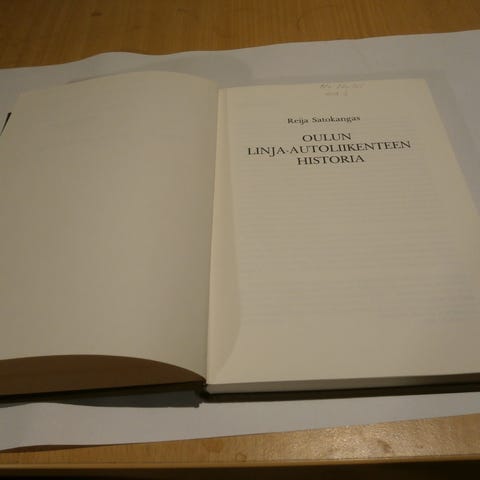 Reija Satokangas
OULUN
LINJA-AUTOLIIKENTEEN
HISTORIA